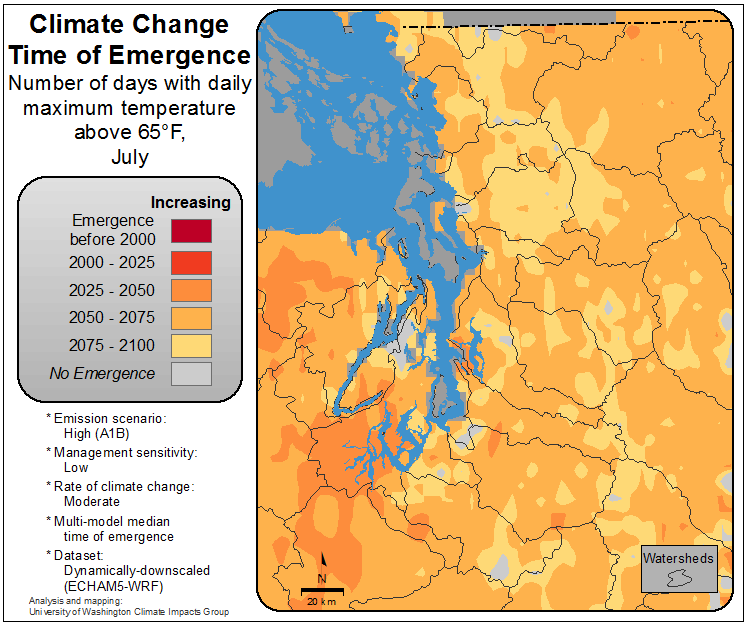 Climate Change
Time of Emergence
Number of days with daily
maximum temperature
above 65°F,
July
Increasing
Emergence
before 2000
2000 - 2025
2025 - 2050
2050 - 2075
2075 - 2100
No Emergence
* Emission scenario:
High (A1B)
* Management sensitivity:
Low
* Rate of climate change:
Moderate
* Multi-model median
time of emergence
* Dataset:
Dynamically-downscaled
(ECHAM5-WRF)
Analysis and mapping:
University of Washington Climate Impacts Group
N
20 km
Watersheds